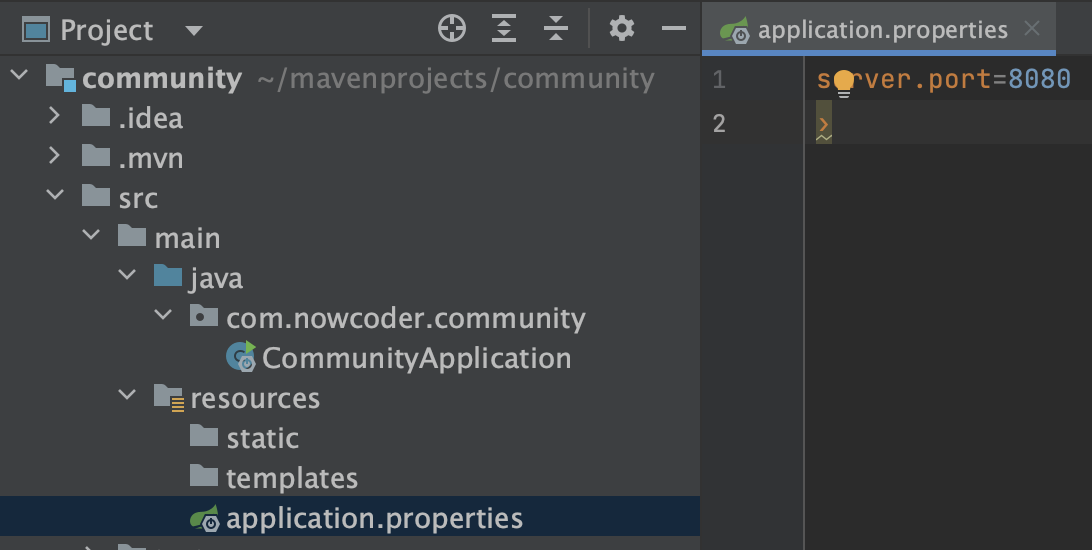 Project
application.properties
community ~/mavenprojects/community
.idea
.mvn
src
main
java
com.nowcoder.community
CommunityApplication
resources
static
templates
application.properties
1 server.port=8080
2 ›